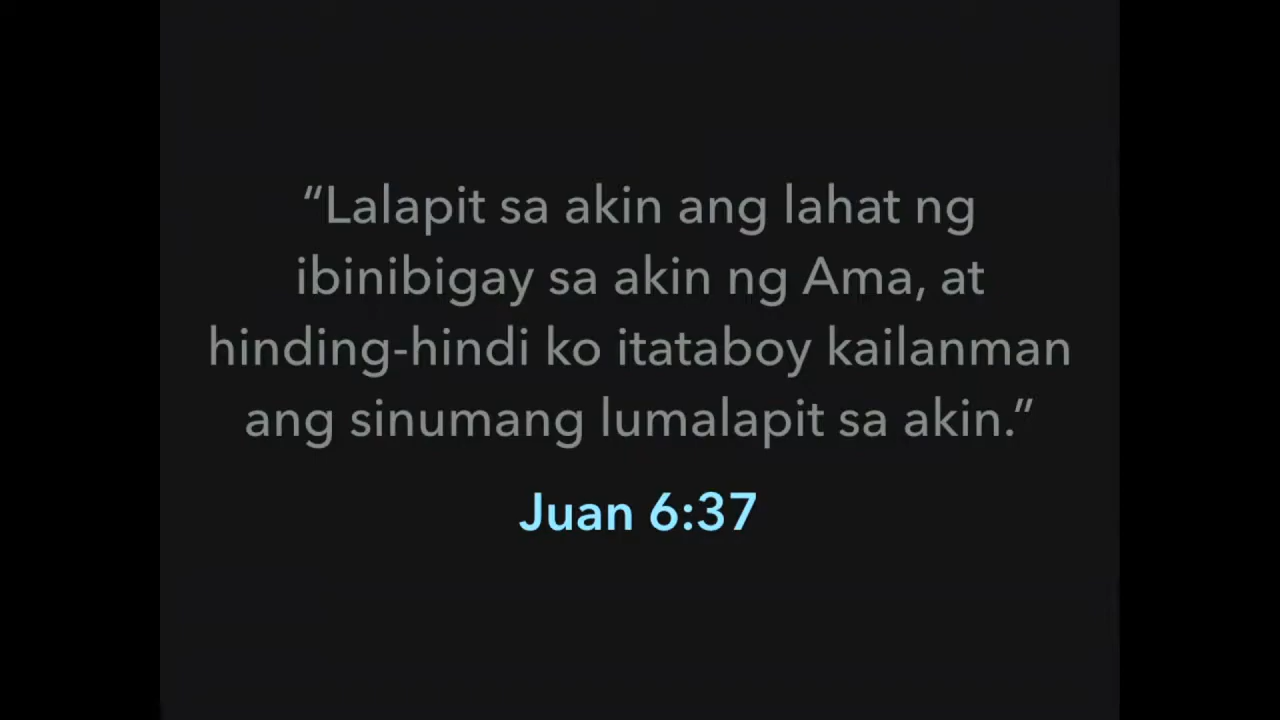 “Lalapit sa akin ang lahat ng
ibinibigay sa akin ng Ama, at
hinding-hindi ko itataboy kailanman
ang sinumang lumalapit sa akin.”
Juan 6:37